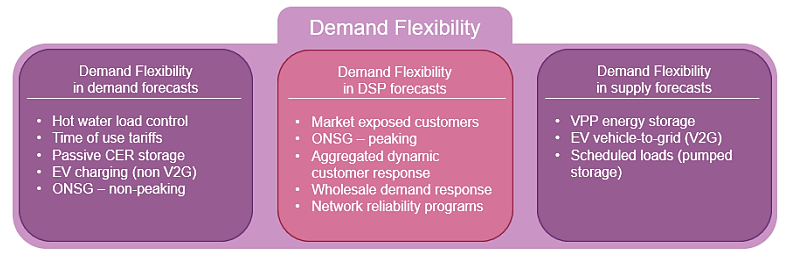 Demand Flexibility
Demand Flexibility
in demand forecasts
• Hot water load control
• Time of use tariffs
• Passive CER storage
• EV charging (non V2G)
• ONSG – non-peaking
Demand Flexibility
in DSP forecasts
• Market exposed customers
• ONSG – peaking
• Aggregated dynamic
customer response
• Wholesale demand response
• Network reliability programs
Demand Flexibility
in supply forecasts
• VPP energy storage
• EV vehicle-to-grid (V2G)
• Scheduled loads (pumped
storage)